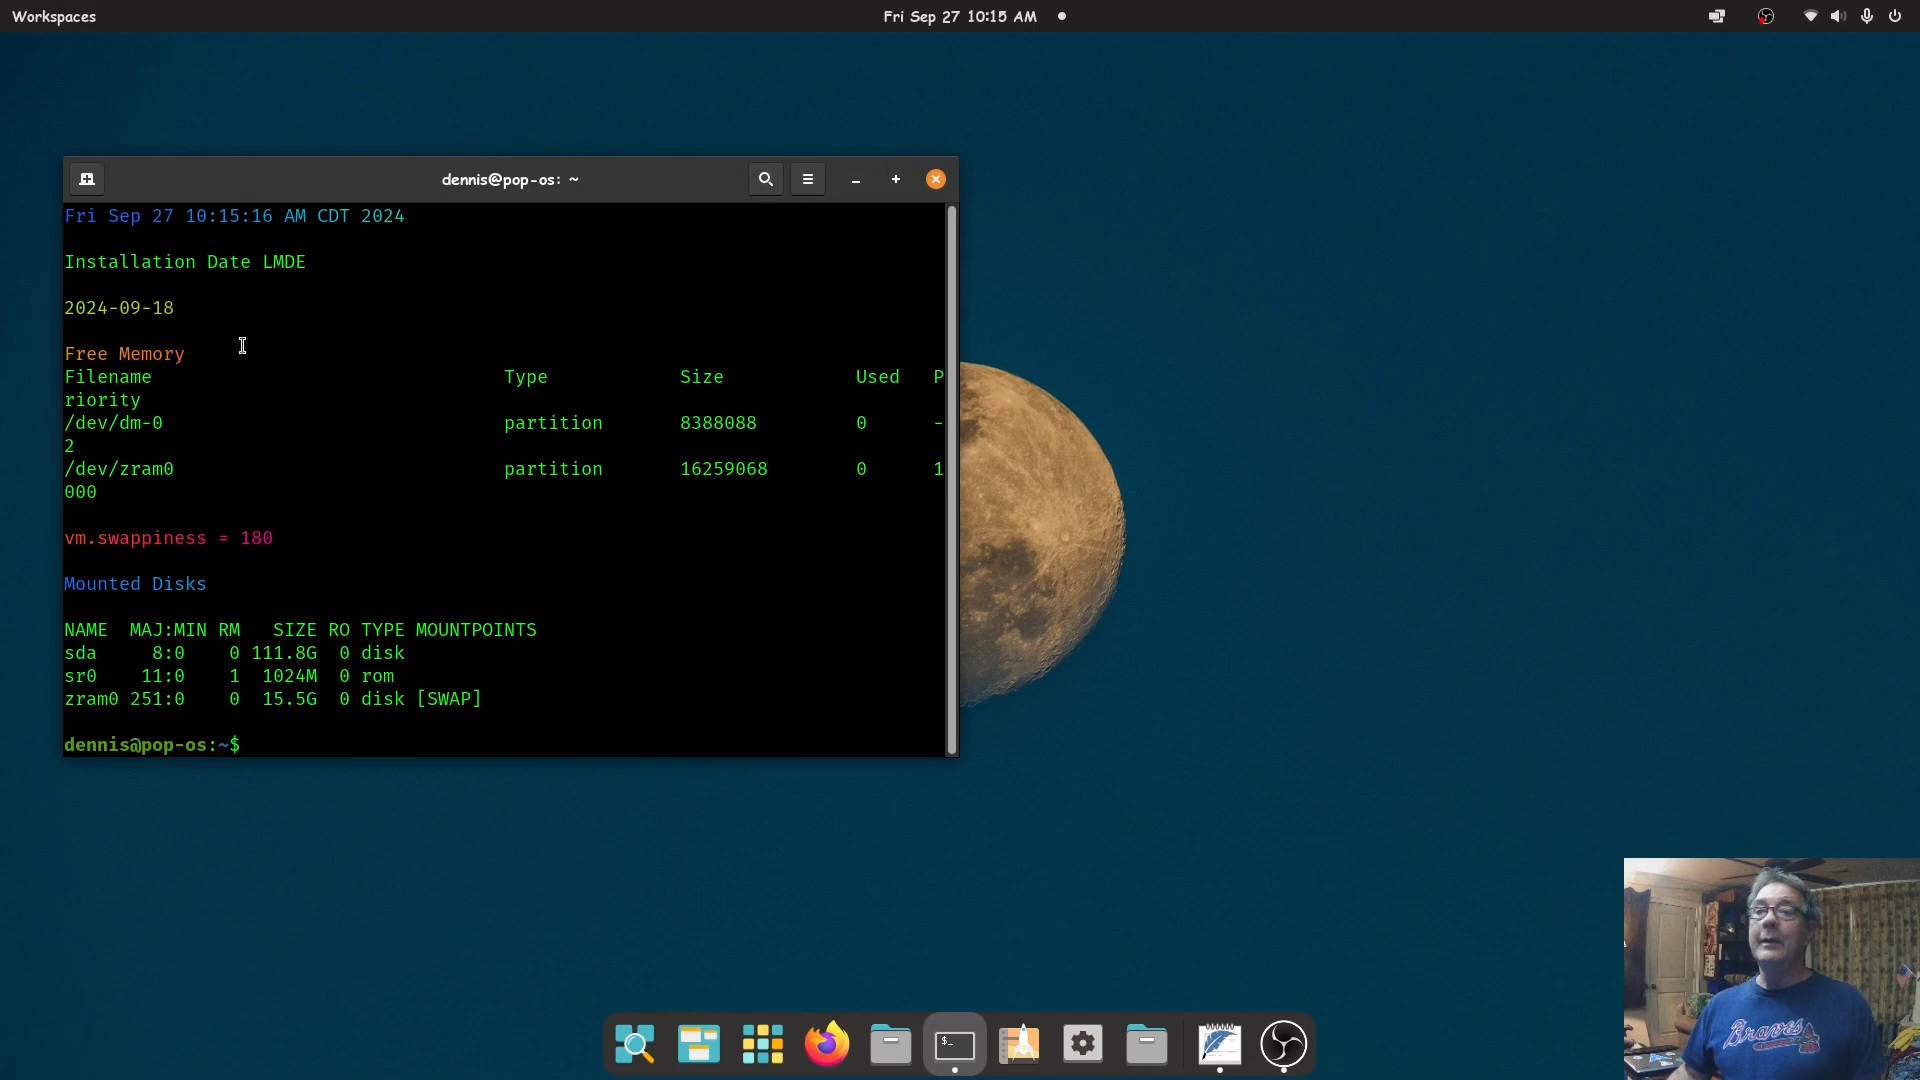 Workspaces
Fri Sep 27 10:15 AM
dennis@pop-os: ~
Fri Sep 27 10:15:16 AM CDT 2024
Installation Date LMDE
2024-09-18
Free Memory
Filename Type Size Used P
riority
/dev/dm-0 partition 8388088 0 -
2
/dev/zram0 partition 16259068 0 1
000
vm.swappiness = 180
Mounted Disks
NAME MAJ:MIN RM SIZE RO TYPE MOUNTPOINTS
sda 8:0 0 111.8G 0 disk
sr0 11:0 1 1024M 0 rom
zram0 251:0 0 15.5G 0 disk [SWAP]
dennis@pop-os:~$
$_
Braves